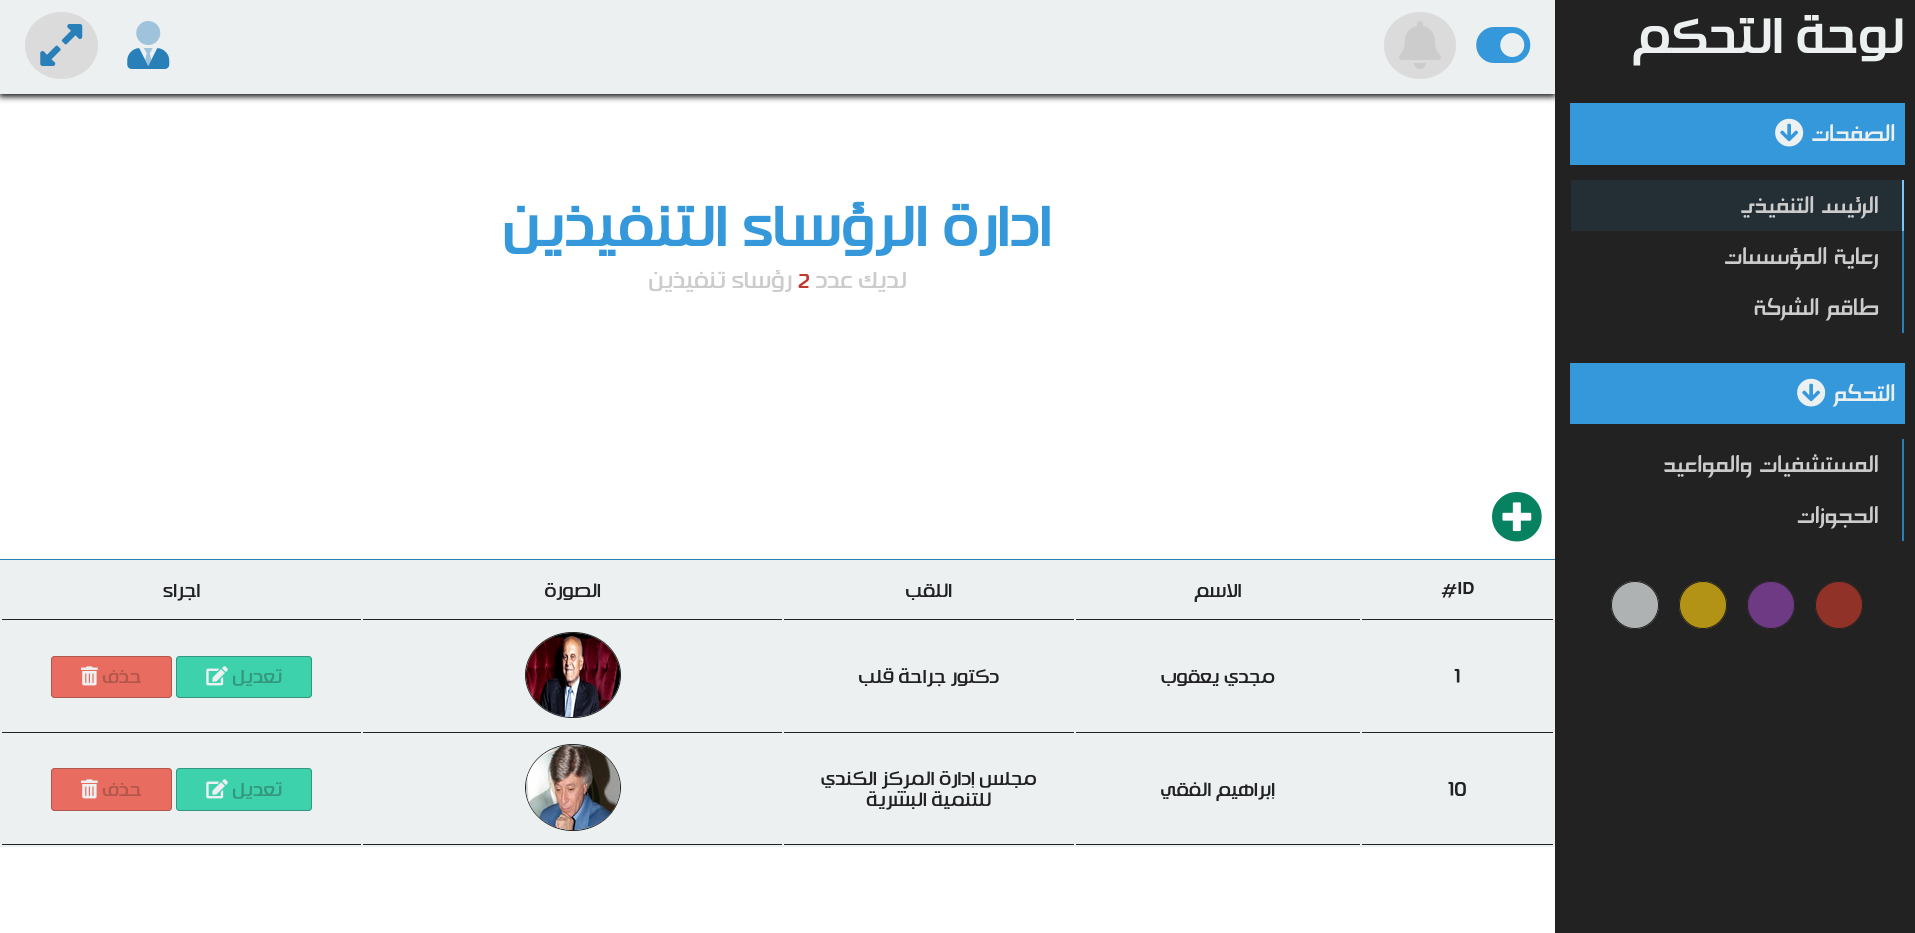 لوحة التحكم
الصفحات
الرئيسد التنفيذي
رعاية المؤسسات
طاقم الشركة
التحكم
المستشفيات والمواعيد
الحجوزات
ادارة الرؤساء التنفيذين
لديك عدد 2 رؤساء تنفيذين
#ID
الاسم
اللقب
الصورة
اجراء
1
مجدي يعقوب
دكتور جراحة قلب
تعديل
حذف
10
إبراهيم الفقي
مجلس إدارة المركز الكندي
للتنمية البشرية
تعديل
حذف